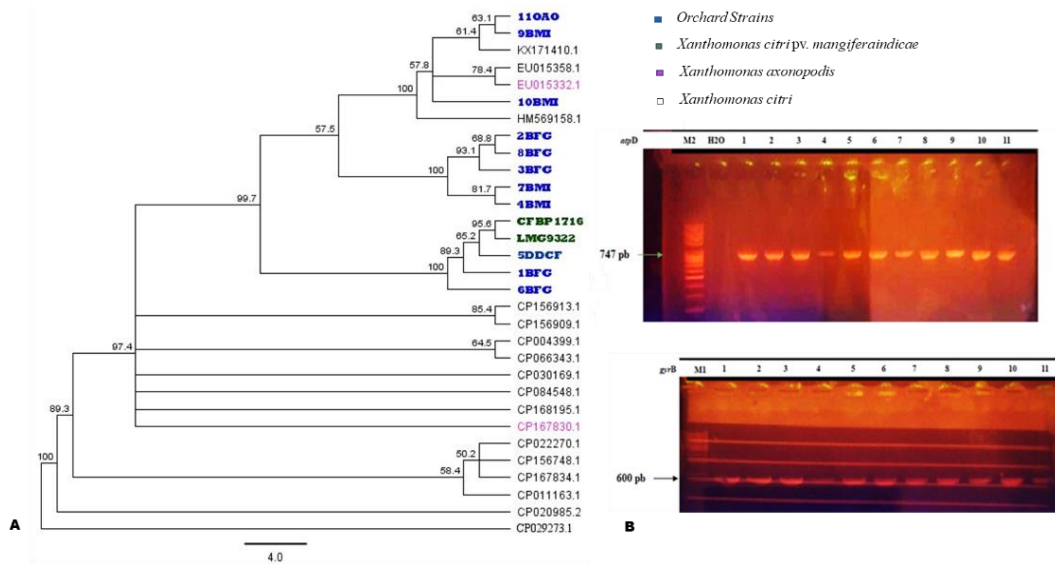 63.1
11OAO
61.4
9BMI
KX171410.1
57.8
EU015358.1
78.4
EU015332.1
100
10BMI
HM569158.1
57.5
68.8
2BFG
93.1
8BFG
3BFG
100
81.7
7BMI
4BMI
99.7
95.6
CFBP1716
65.2
LMG9322
89.3
5DDCF
100
1BFG
6BFG
85.4
CP156913.1
CP156909.1
97.4
64.5
CP004399.1
CP066343.1
CP030169.1
CP084548.1
CP168195.1
CP167830.1
89.3
CP022270.1
50.2
CP156748.1
58.4
CP167834.1
CP011163.1
100
CP020985.2
CP029273.1
4.0
A
Orchard Strains
Xanthomonas citri pv. mangiferaindicae
Xanthomonas axonopodis
Xanthomonas citri
atpD M2 H2O 1 2 3 4 5 6 7 8 9 10 11
747 pb
gyrB M1 1 2 3 4 5 6 7 8 9 10 11
600 pb
B